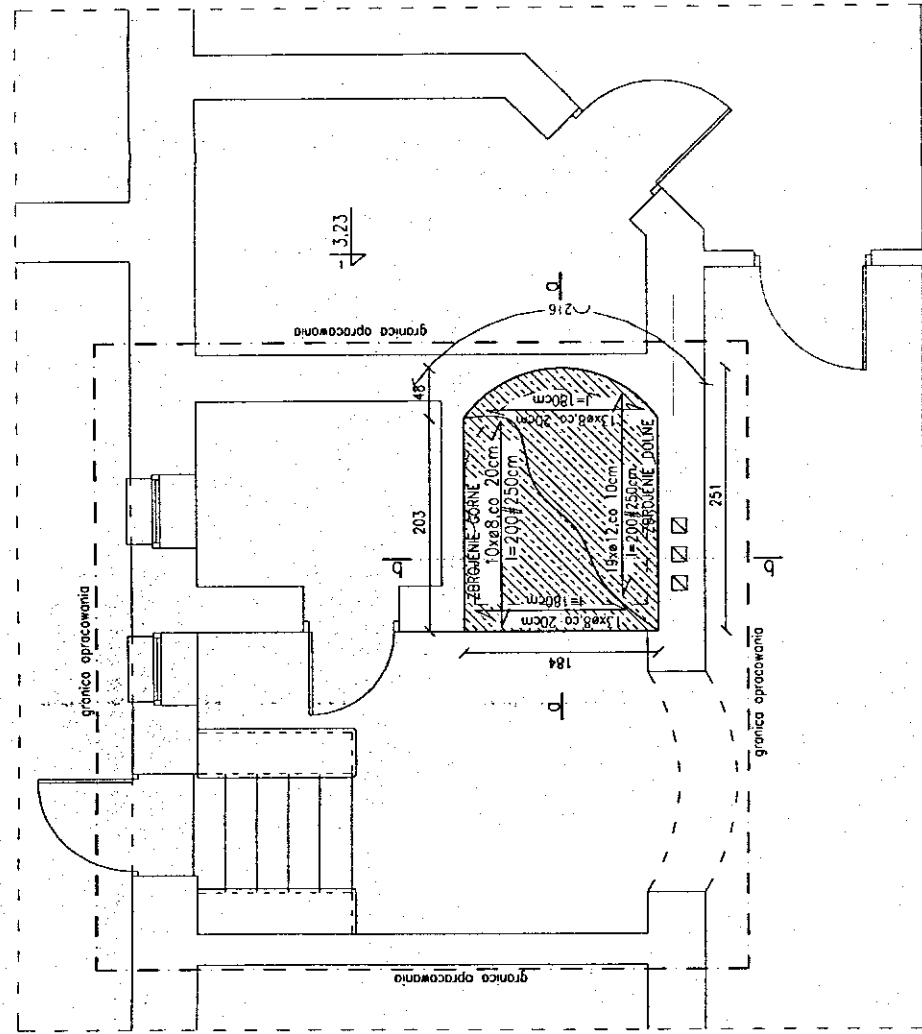 3.23
granica opracowania
a
216
48
203
granica opracowania
b
ZBROJENIE GÓRNE
10xø8,co 20cm
l=200#250cm
13xø8,co 20cm
l=180cm
l=180cm
13xø8,co 20cm
19xø12,co 10cm
l=200#250cm
ZBROJENIE DOLNE
251
b
184
a
granica opracowania
granica opracowania